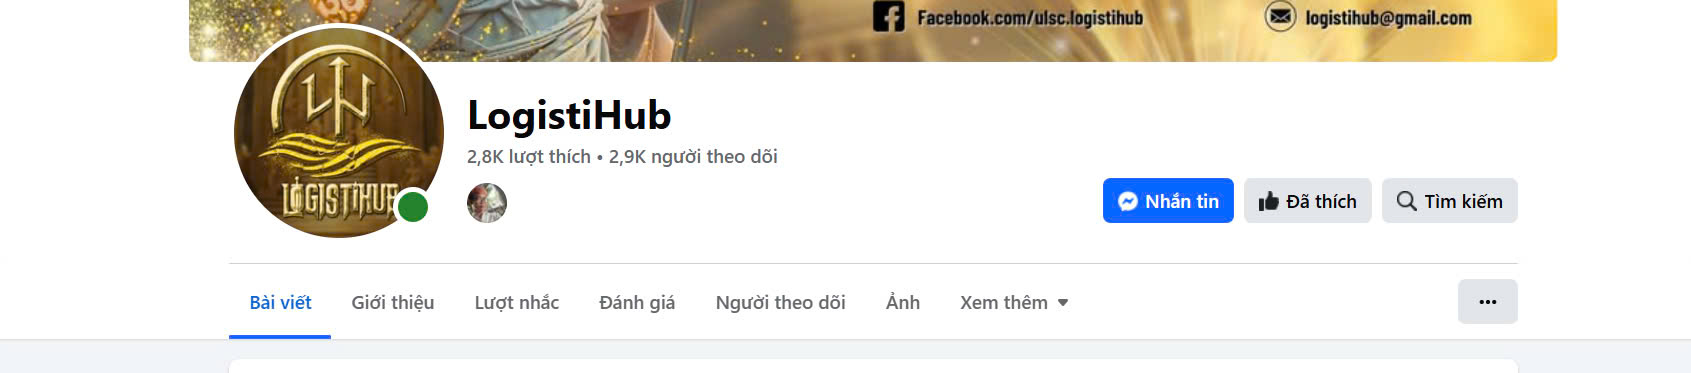 Facebook.com/ulsc.logistihub
logistihub@gmail.com
LOGISTIHUB
LogistiHub
2,8K lượt thích • 2,9K người theo dõi
Nhắn tin
Đã thích
Tìm kiếm
Bài viết
Giới thiệu
Lượt nhắc
Đánh giá
Người theo dõi
Ảnh
Xem thêm